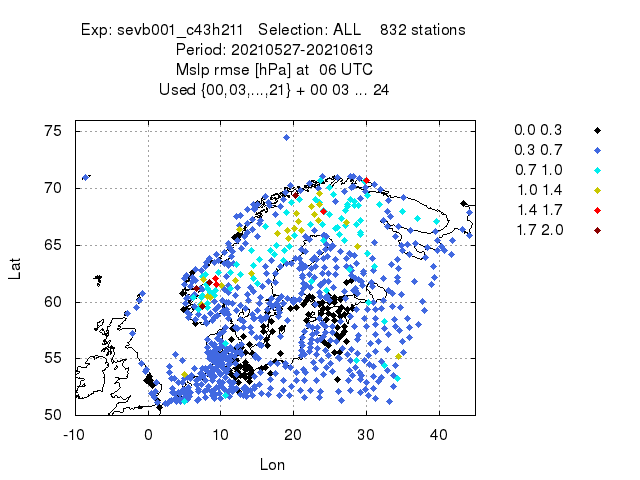 Exp: sevb001_c43h211   Selection: ALL    832 stations
Period: 20210527-20210613
Mslp rmse [hPa] at  06 UTC
Used {00,03,...,21} + 00 03 ... 24
0.0 0.3
0.3 0.7
0.7 1.0
1.0 1.4
1.4 1.7
1.7 2.0
75
70
65
60
55
50
Lat
-10 0 10 20 30 40
Lon